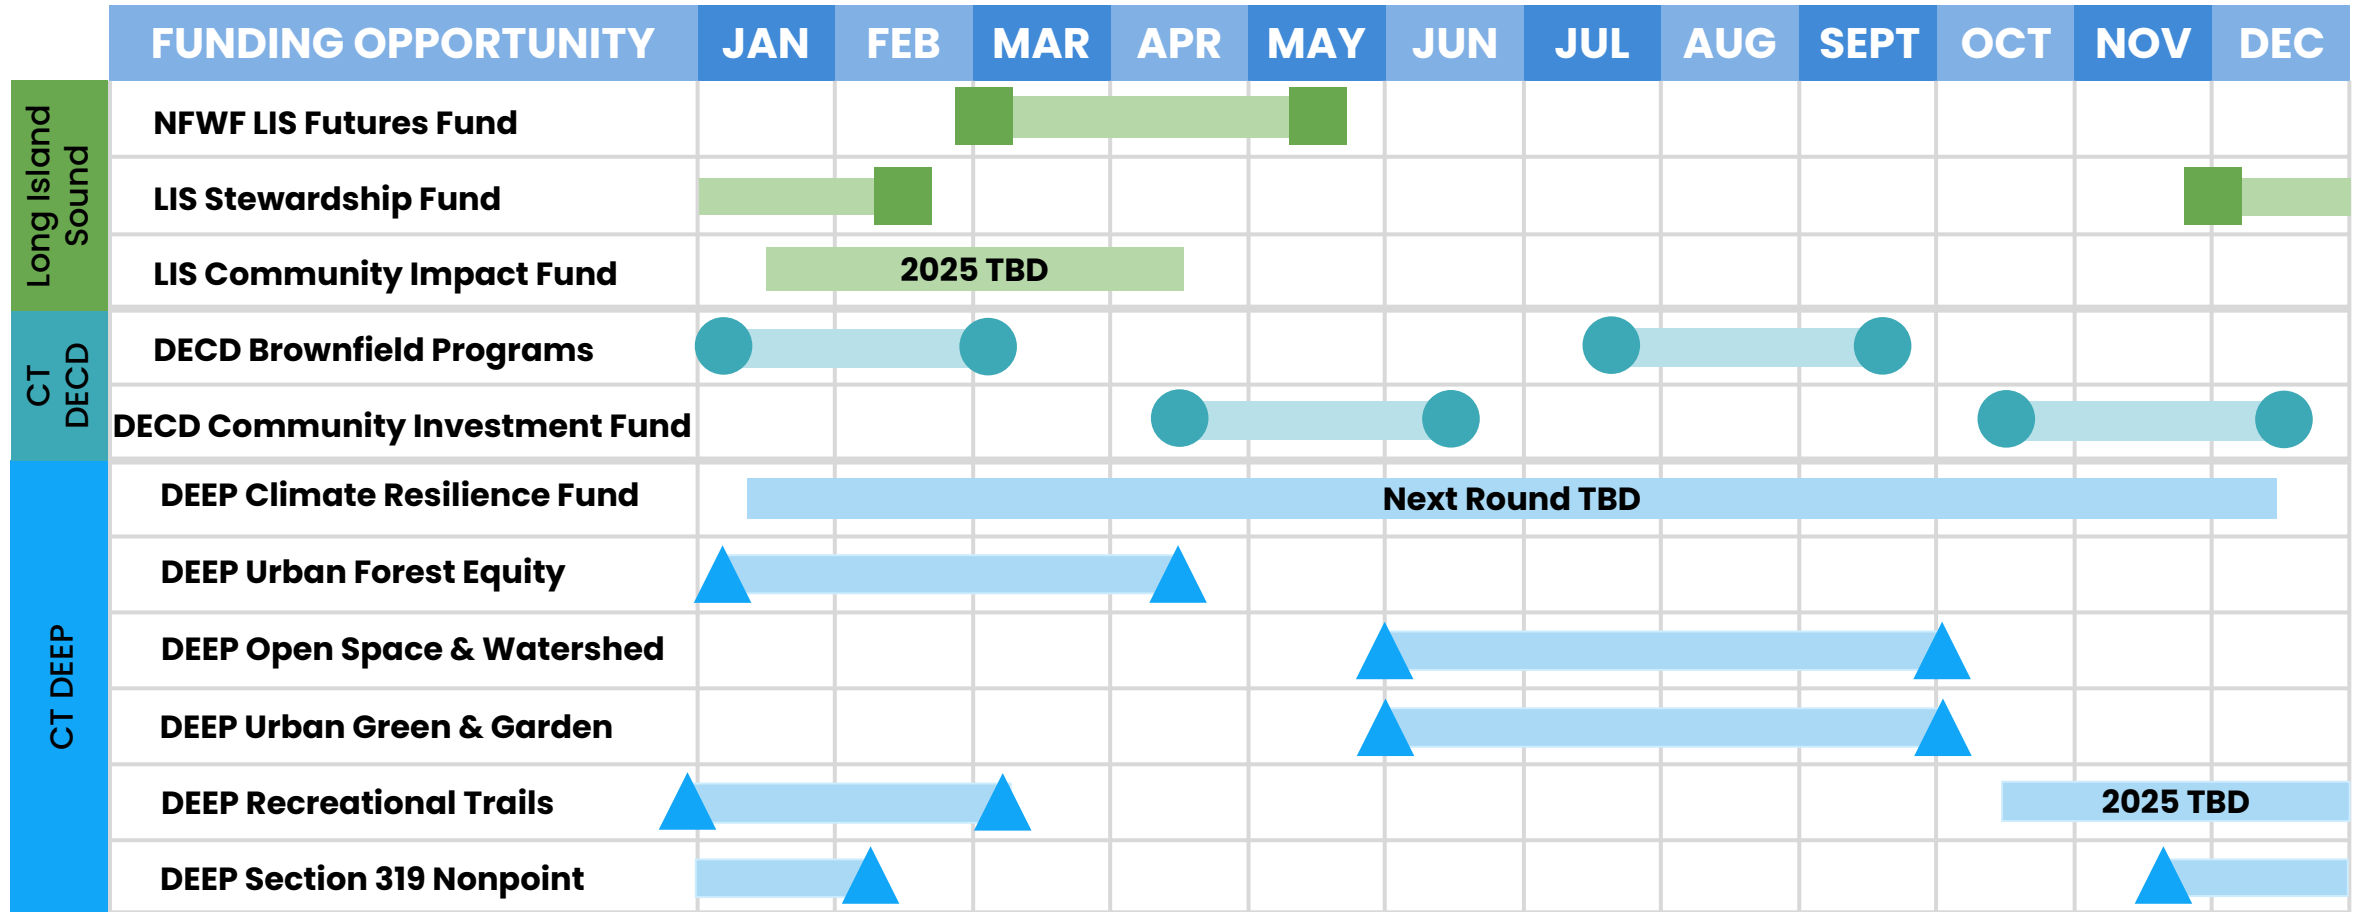 FUNDING OPPORTUNITY JAN FEB MAR APR MAY JUN JUL AUG SEPT OCT NOV DEC
Long Island
Sound
NFWF LIS Futures Fund
LIS Stewardship Fund
LIS Community Impact Fund 2025 TBD
CT
DECD
DECD Brownfield Programs
DECD Community Investment Fund
CT DEEP
DEEP Climate Resilience Fund Next Round TBD
DEEP Urban Forest Equity
DEEP Open Space & Watershed
DEEP Urban Green & Garden
DEEP Recreational Trails 2025 TBD
DEEP Section 319 Nonpoint